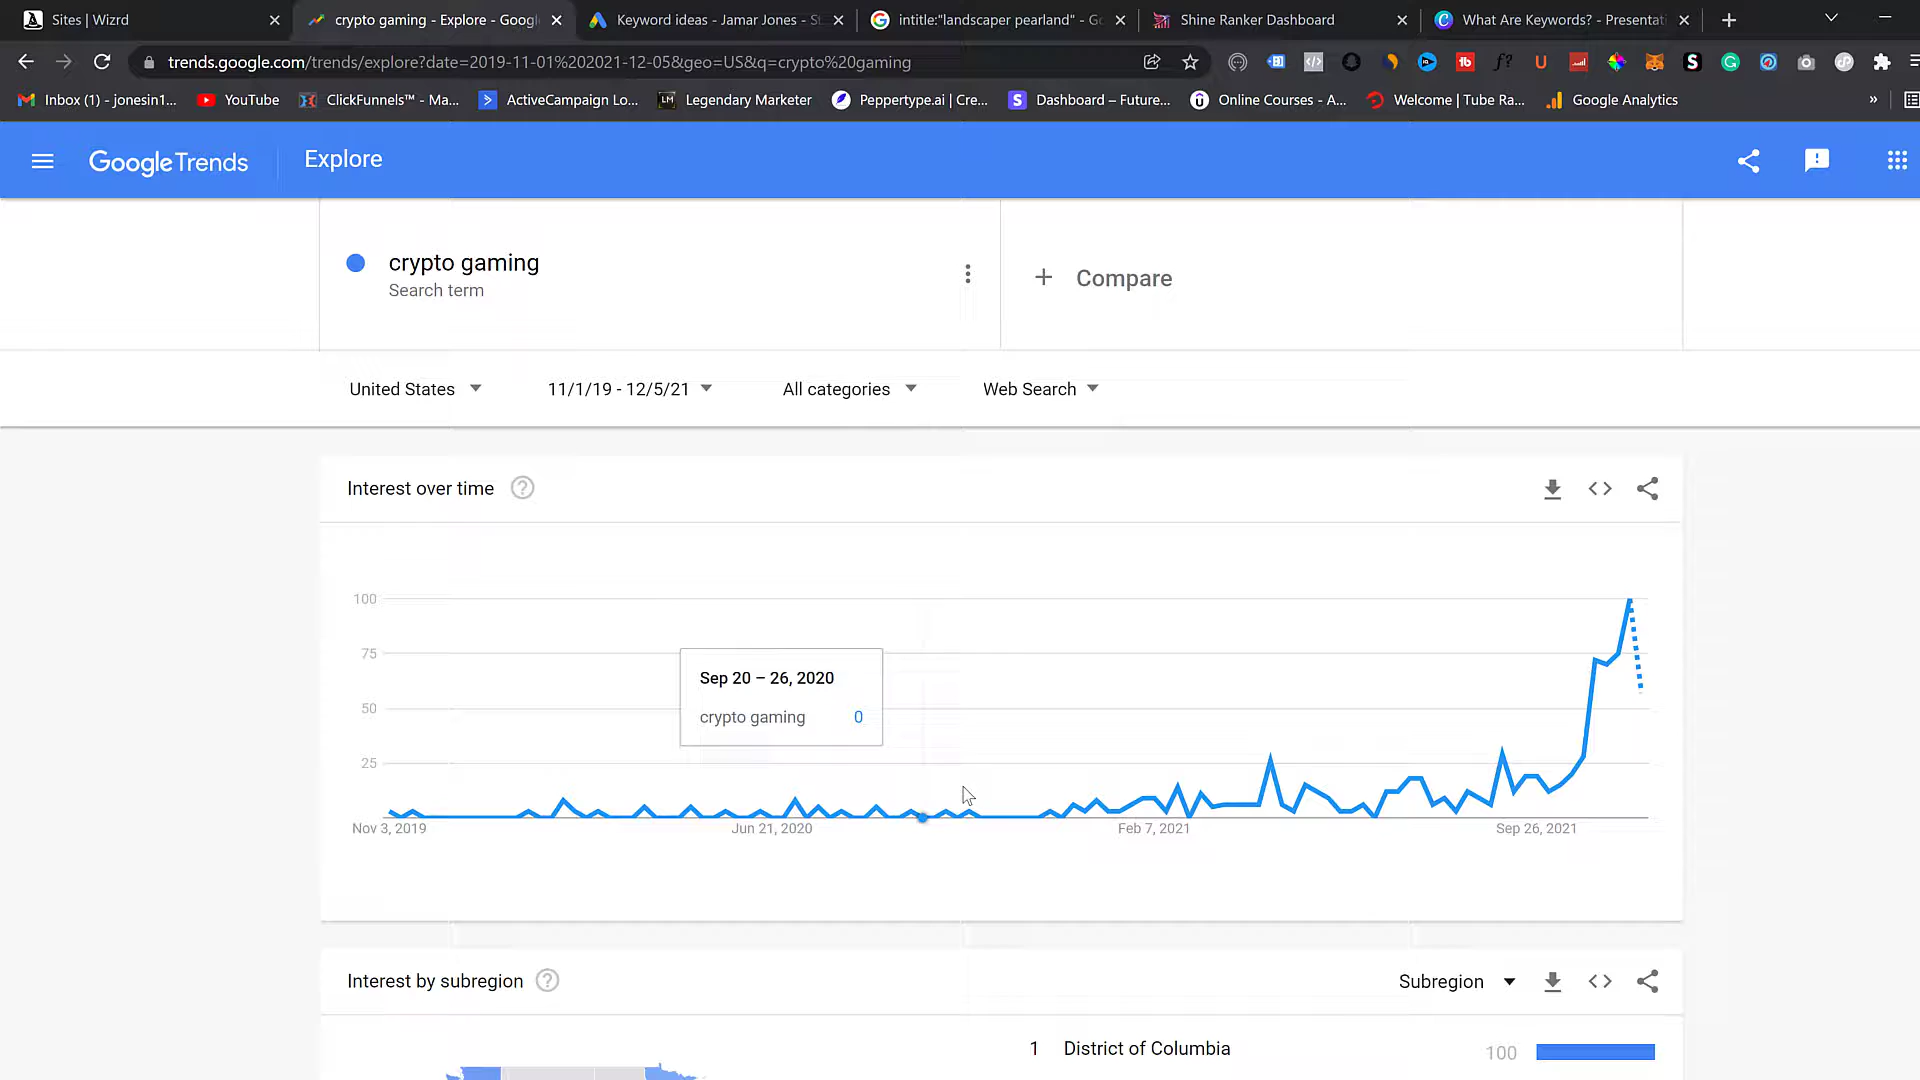 Sites | Wizrd
crypto gaming - Explore - Googl
Keyword ideas - Jamar Jones - S
intitle:"landscaper pearland" - G
Shine Ranker Dashboard
What Are Keywords? - Presentati
trends.google.com/trends/explore?date=2019-11-01%202021-12-05&geo=US&q=crypto%20gaming
Inbox (1) - jonesin1...
YouTube
ClickFunnels™ - Ma...
ActiveCampaign Lo...
LM
Legendary Marketer
Peppertype.ai | Cre...
Dashboard – Future...
Online Courses - A...
Welcome | Tube Ra...
Google Analytics
»
Google Trends
Explore
crypto gaming
Search term
+ Compare
United States
11/1/19 - 12/5/21
All categories
Web Search
Interest over time
100
75
50
25
Sep 20 – 26, 2020
crypto gaming 0
Nov 3, 2019
Jun 21, 2020
Feb 7, 2021
Sep 26, 2021
Interest by subregion
Subregion
1 District of Columbia 100